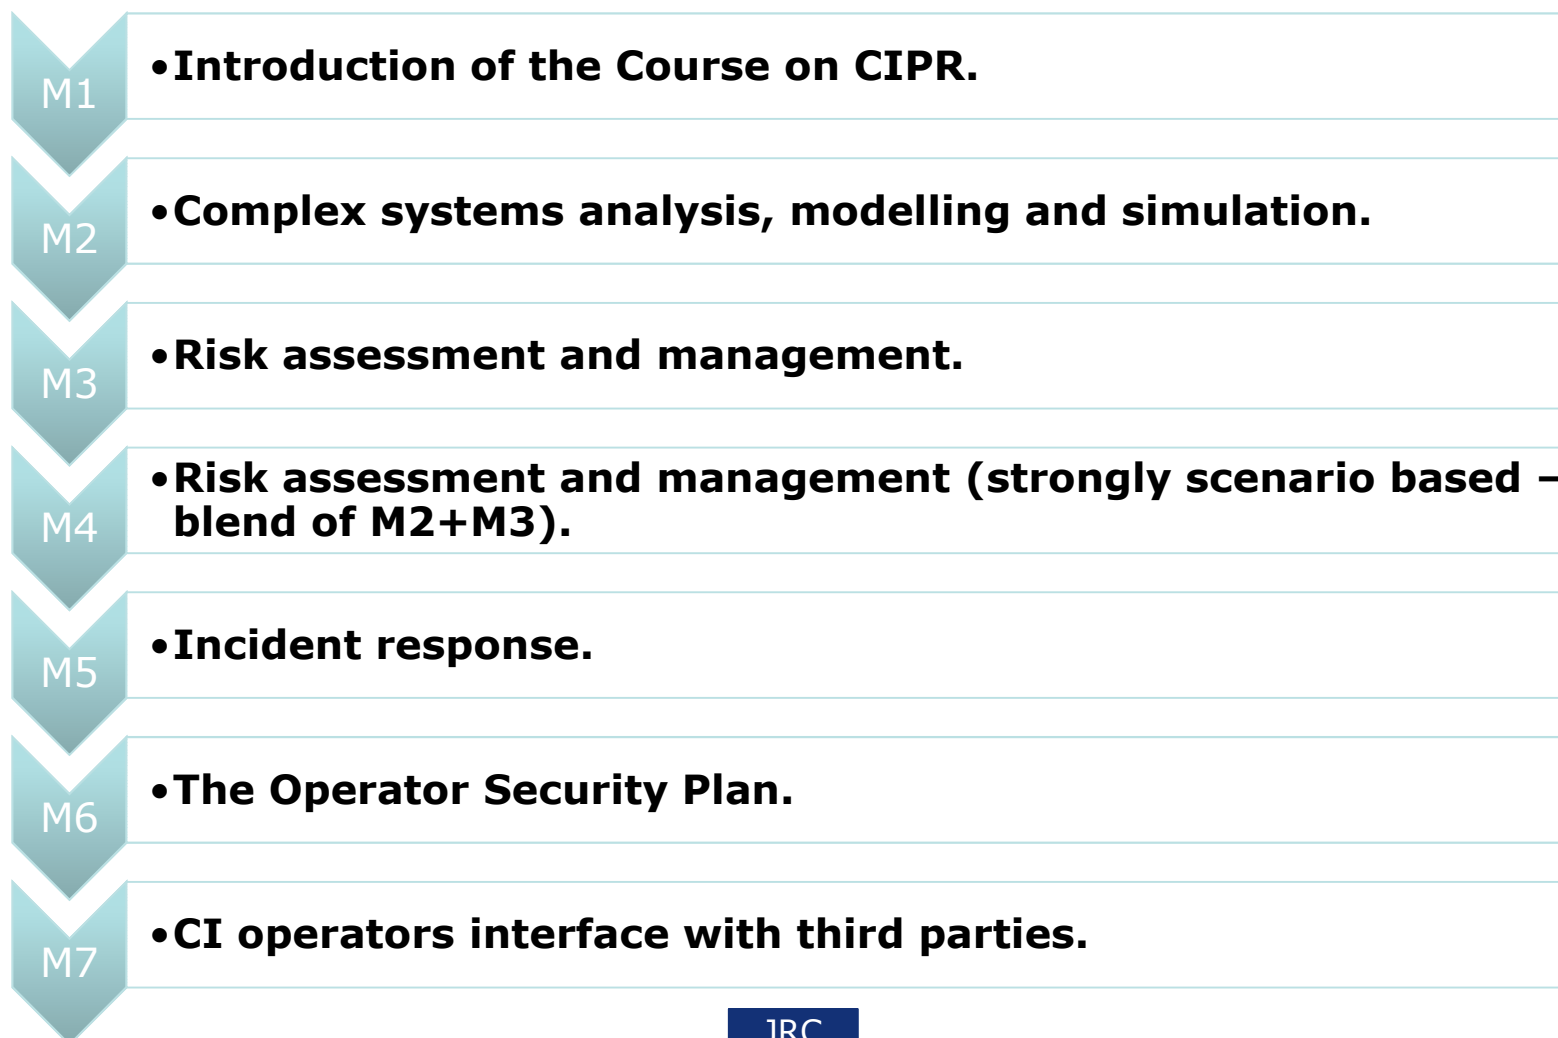 M1
•Introduction of the Course on CIPR.
M2
•Complex systems analysis, modelling and simulation.
M3
•Risk assessment and management.
M4
•Risk assessment and management (strongly scenario based –
blend of M2+M3).
M5
•Incident response.
M6
•The Operator Security Plan.
M7
•CI operators interface with third parties.
JRC